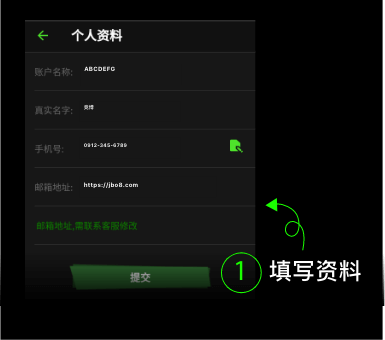 个人资料
账户名称: ABCDEFG
真实名字:
手机号: 0912-345-6789
邮箱地址: https://jbo8.com
邮箱地址,需联系客服修改
提交
1 填写资料